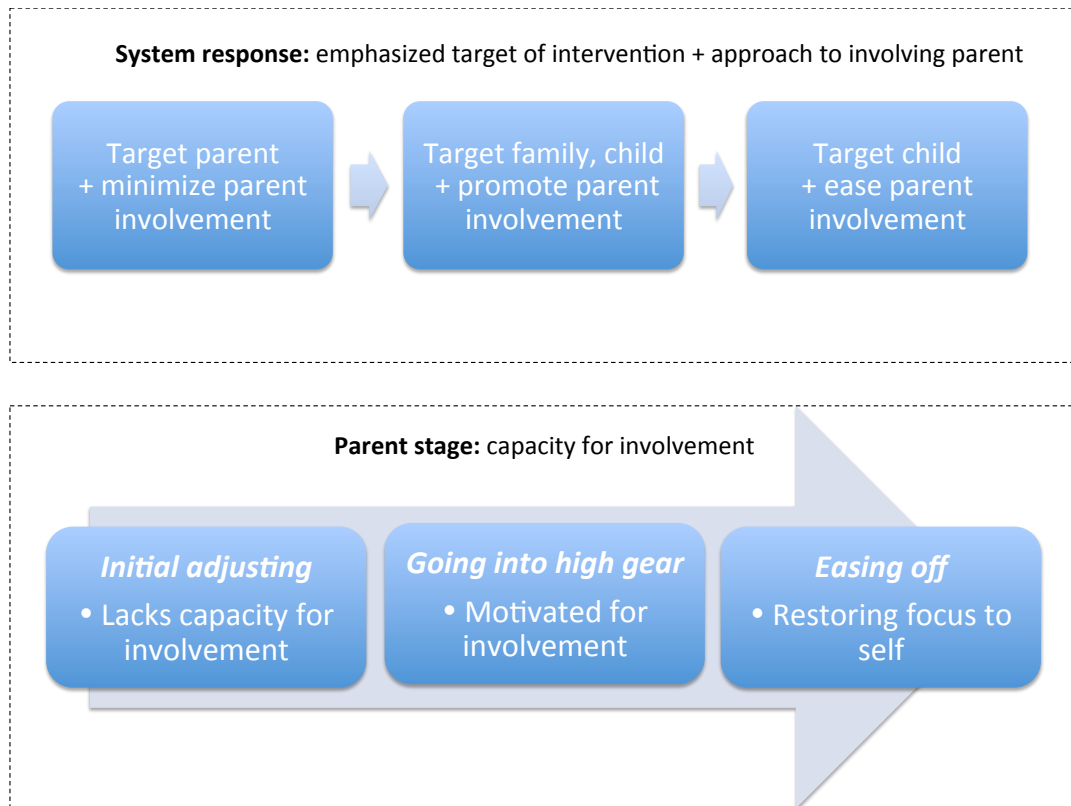 System response: emphasized target of intervention + approach to involving parent
Target parent
+ minimize parent
involvement
Target family, child
+ promote parent
involvement
Target child
+ ease parent
involvement
Parent stage: capacity for involvement
Initial adjusting
• Lacks capacity for
involvement
Going into high gear
• Motivated for
involvement
Easing off
• Restoring focus to
self